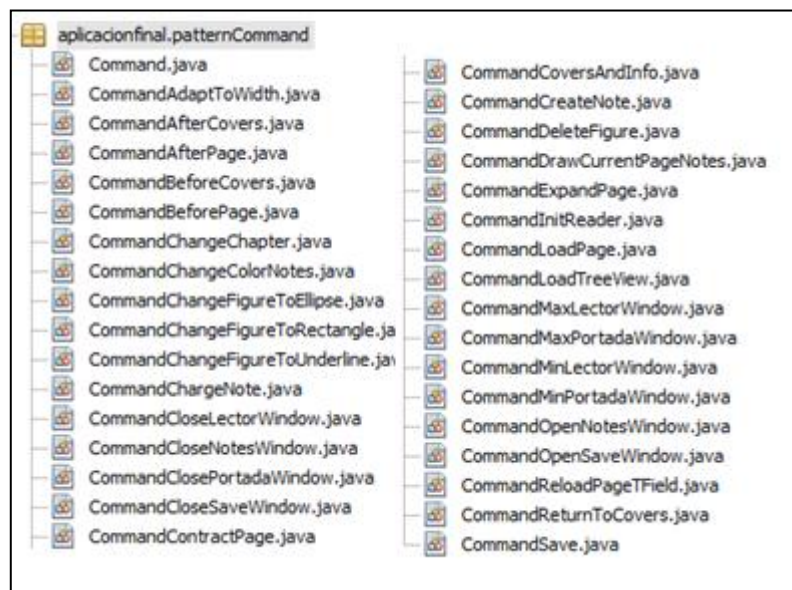 aplicacionfinal.patternCommand
Command.java
CommandAdaptToWidth.java
CommandAfterCovers.java
CommandAfterPage.java
CommandBeforeCovers.java
CommandBeforePage.java
CommandChangeChapter.java
CommandChangeColorNotes.java
CommandChangeFigureToEllipse.java
CommandChangeFigureToRectangle.ja
CommandChangeFigureToUnderline.jav
CommandChargeNote.java
CommandCloseLectorWindow.java
CommandCloseNotesWindow.java
CommandClosePortadaWindow.java
CommandCloseSaveWindow.java
CommandContractPage.java
CommandCoversAndInfo.java
CommandCreateNote.java
CommandDeleteFigure.java
CommandDrawCurrentPageNotes.java
CommandExpandPage.java
CommandInitReader.java
CommandLoadPage.java
CommandLoadTreeView.java
CommandMaxLectorWindow.java
CommandMaxPortadaWindow.java
CommandMinLectorWindow.java
CommandMinPortadaWindow.java
CommandOpenNotesWindow.java
CommandOpenSaveWindow.java
CommandReloadPageTField.java
CommandReturnToCovers.java
CommandSave.java